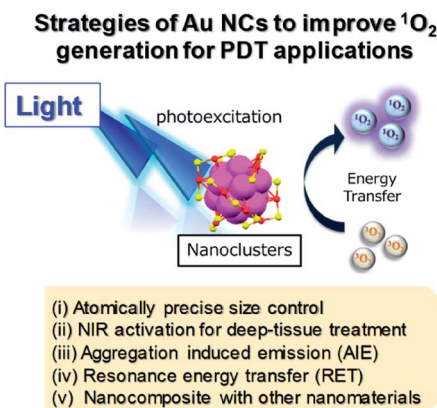 Strategies of Au NCs to improve ¹O₂
generation for PDT applications
Light
photoexcitation
¹O₂
¹O₂
¹O₂
Energy
Transfer
Nanoclusters
³O₂
³O₂
³O₂
(i) Atomically precise size control
(ii) NIR activation for deep-tissue treatment
(iii) Aggregation induced emission (AIE)
(iv) Resonance energy transfer (RET)
(v) Nanocomposite with other nanomaterials